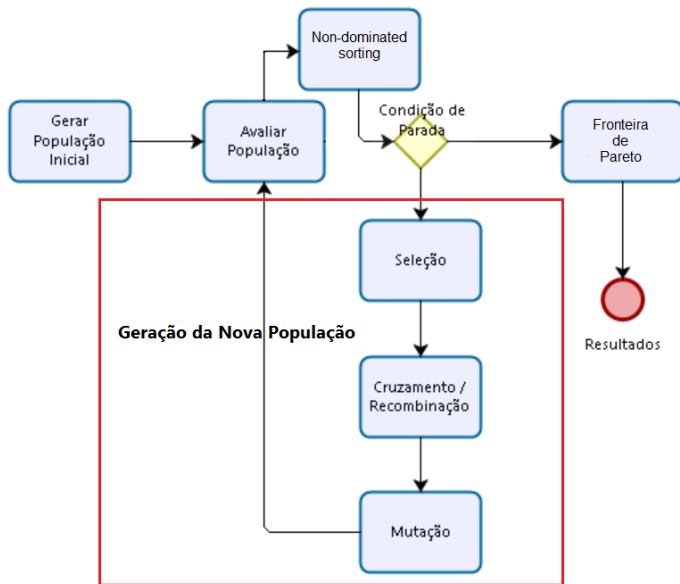 Non-dominated
sorting
Gerar
População
Inicial
Avaliar
População
Condição de
Parada
Fronteira
de
Pareto
Seleção
Geração da Nova População
Resultados
Cruzamento /
Recombinação
Mutação